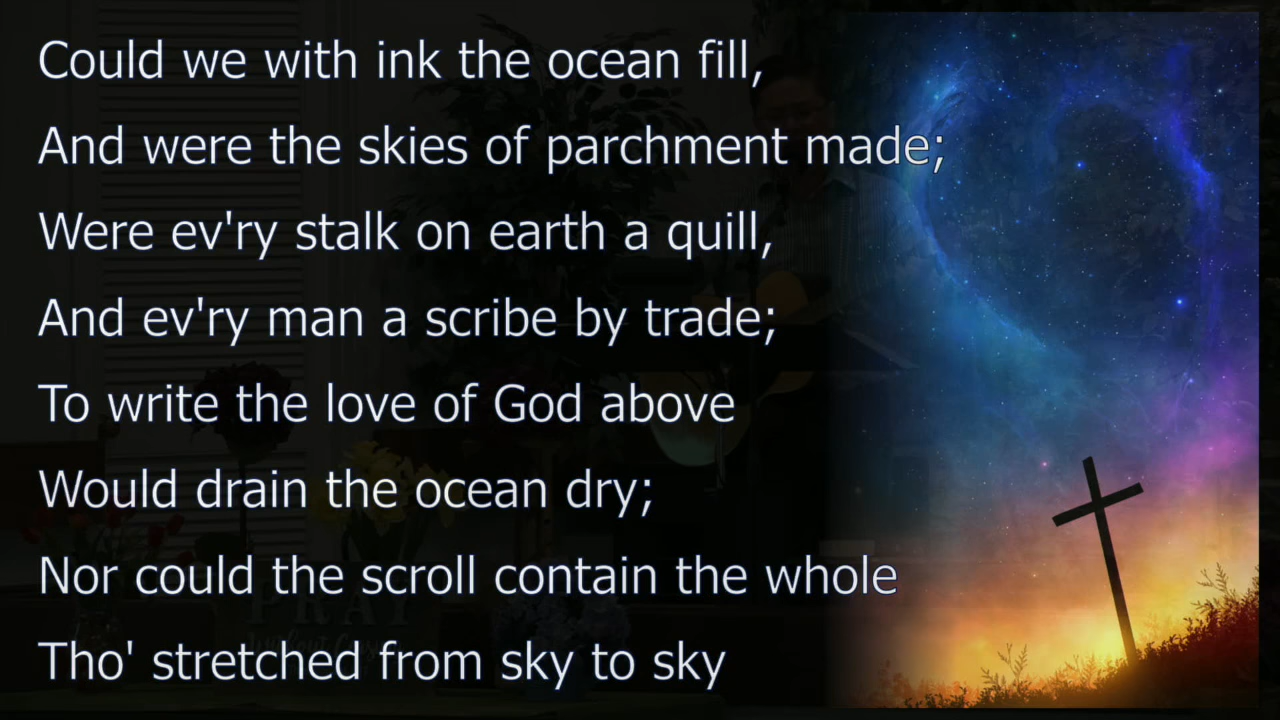 Could we with ink the ocean fill,
And were the skies of parchment made;
Were ev'ry stalk on earth a quill,
And ev'ry man a scribe by trade;
To write the love of God above
Would drain the ocean dry;
Nor could the scroll contain the whole
Tho' stretched from sky to sky
PRAY